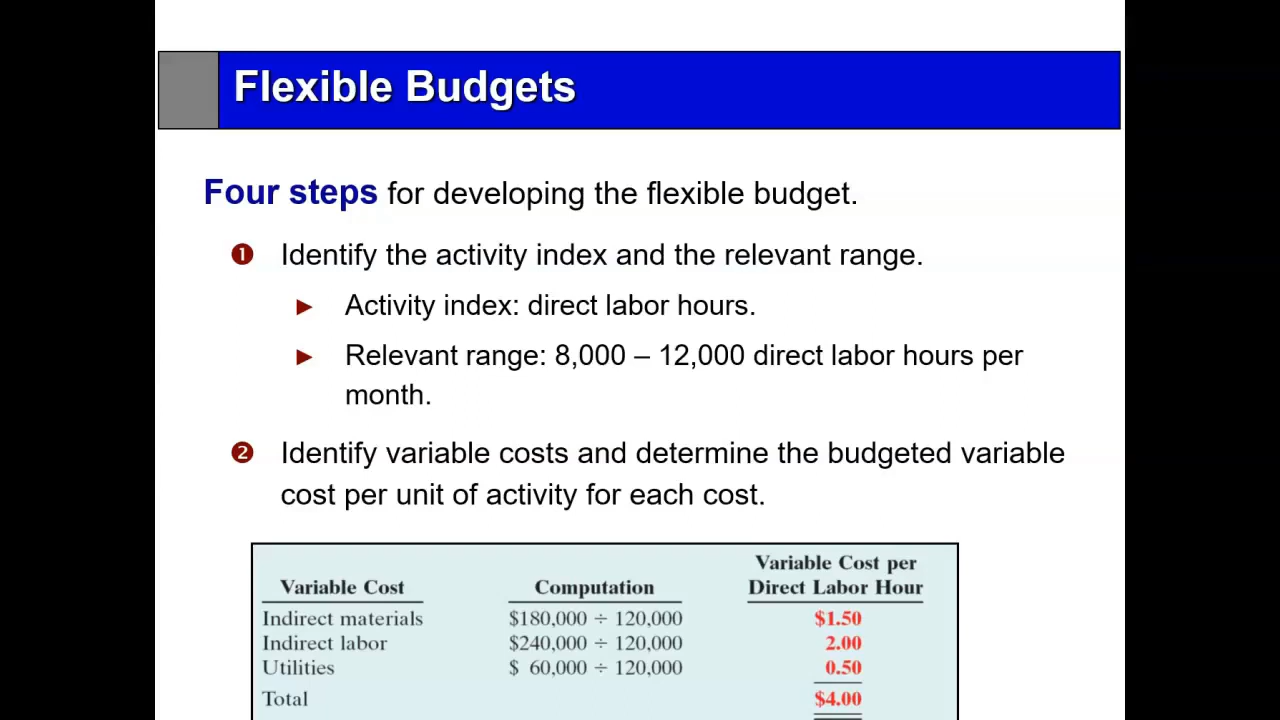 Flexible Budgets
Four steps for developing the flexible budget.
❶ Identify the activity index and the relevant range.
► Activity index: direct labor hours.
► Relevant range: 8,000 – 12,000 direct labor hours per
month.
❷ Identify variable costs and determine the budgeted variable
cost per unit of activity for each cost.
Variable Cost per
Variable Cost Computation Direct Labor Hour
Indirect materials $180,000 ÷ 120,000 $1.50
Indirect labor $240,000 ÷ 120,000 2.00
Utilities $ 60,000 ÷ 120,000 0.50
Total $4.00